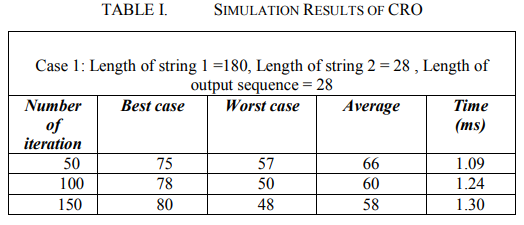 TABLE I. SIMULATION RESULTS OF CRO
Case 1: Length of string 1 =180, Length of string 2 = 28 , Length of
output sequence = 28
Number of iteration Best case Worst case Average Time (ms)
50 75 57 66 1.09
100 78 50 60 1.24
150 80 48 58 1.30